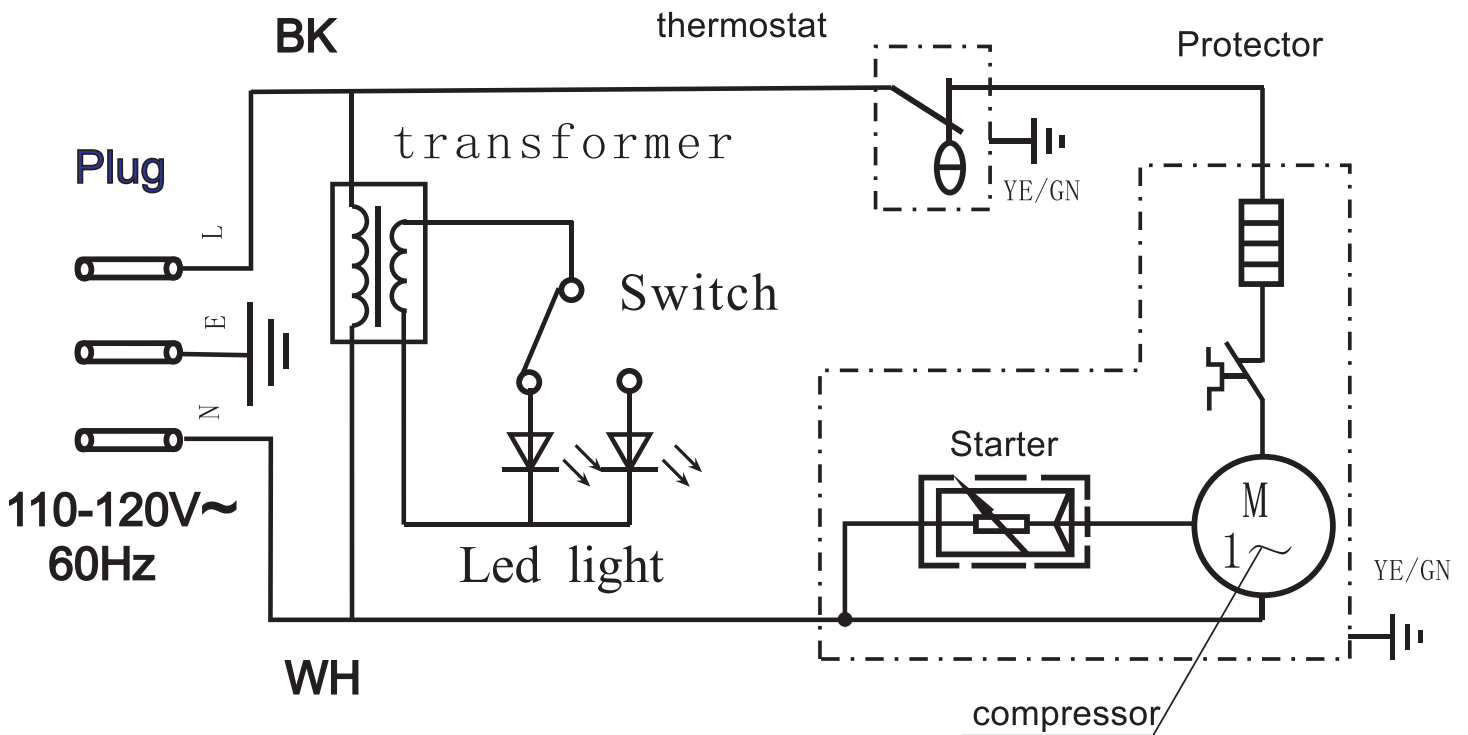 BK
thermostat
Protector
transformer
Plug
L
YE/GN
E
Switch
N
110-120V~
60Hz
Starter
M
1~
Led light
YE/GN
WH
compressor